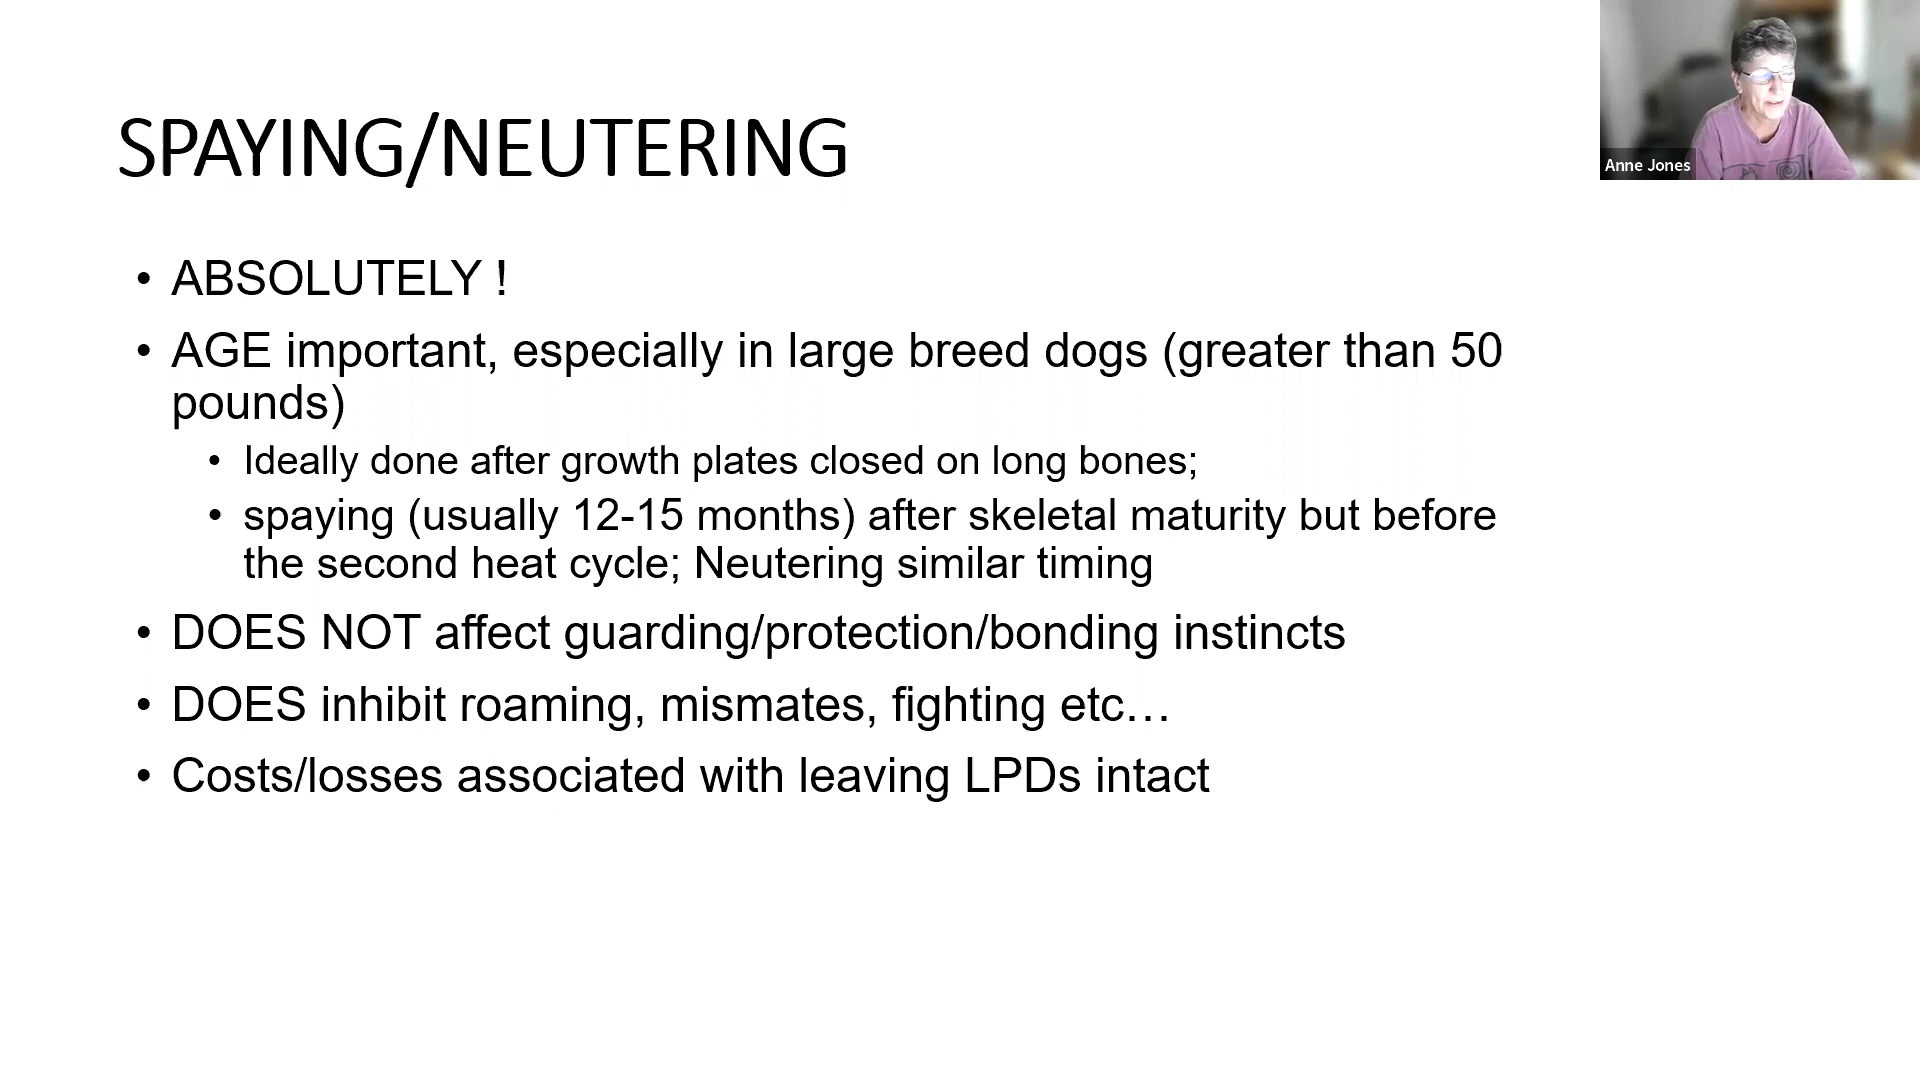 SPAYING/NEUTERING
Anne Jones
• ABSOLUTELY !
• AGE important, especially in large breed dogs (greater than 50
pounds)
• Ideally done after growth plates closed on long bones;
• spaying (usually 12-15 months) after skeletal maturity but before
the second heat cycle; Neutering similar timing
• DOES NOT affect guarding/protection/bonding instincts
• DOES inhibit roaming, mismates, fighting etc…
• Costs/losses associated with leaving LPDs intact